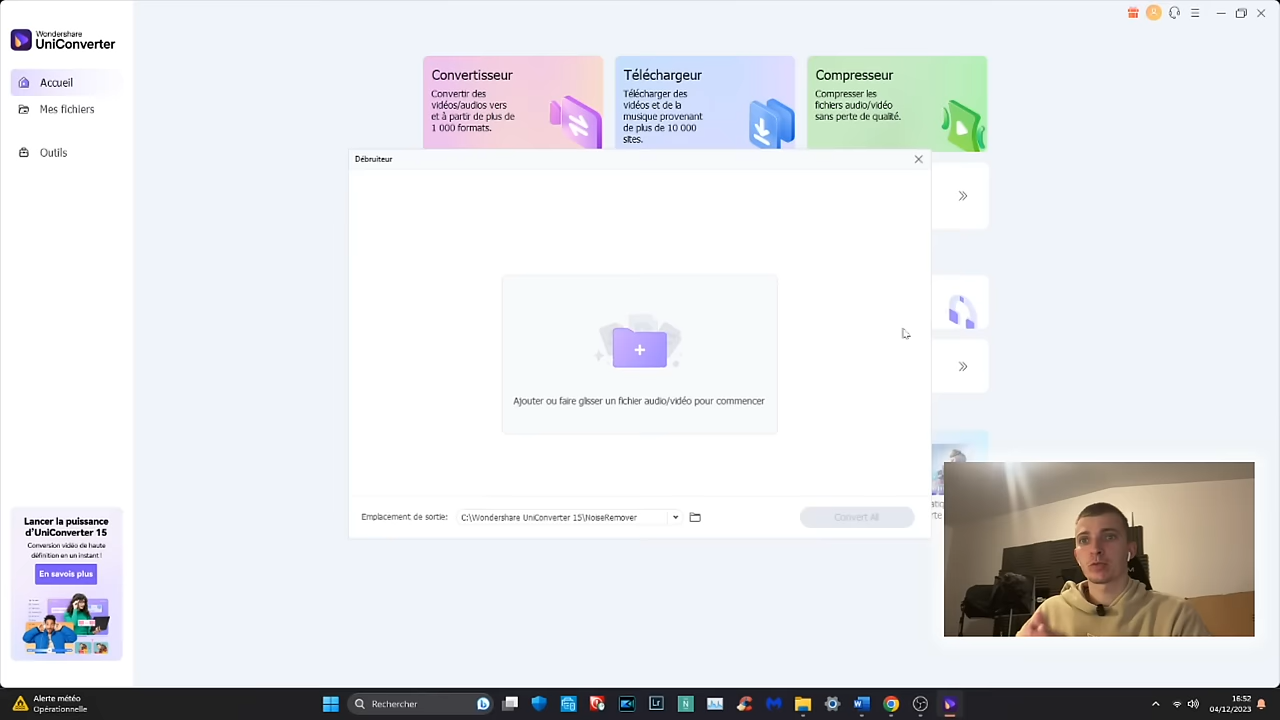 Wondershare
UniConverter
Accueil
Mes fichiers
Outils
Lancer la puissance
d'UniConverter 15
Conversion vidéo de haute
définition en un instant !
En savoir plus
Convertisseur
Convertir des
vidéos/audios vers
et à partir de plus de
1 000 formats.
Téléchargeur
Télécharger des
vidéos et de la
musique provenant
de plus de 10 000
sites.
Compresseur
Compresser les
fichiers audio/vidéo
sans perte de qualité.
Débruiteur
Ajouter ou faire glisser un fichier audio/vidéo pour commencer
Emplacement de sortie:
C:\Wondershare UniConverter 15\NoiseRemover
Convert All
Alerte météo
Opérationnelle
Rechercher
16:52
04/12/2023